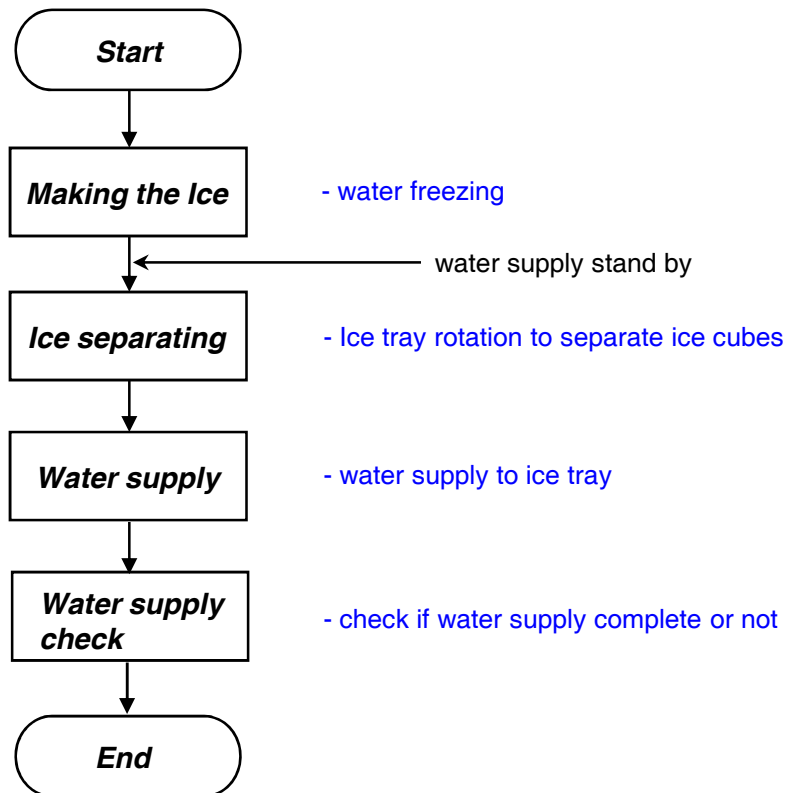 Start
Making the Ice
- water freezing
water supply stand by
Ice separating
- Ice tray rotation to separate ice cubes
Water supply
- water supply to ice tray
Water supply
check
- check if water supply complete or not
End